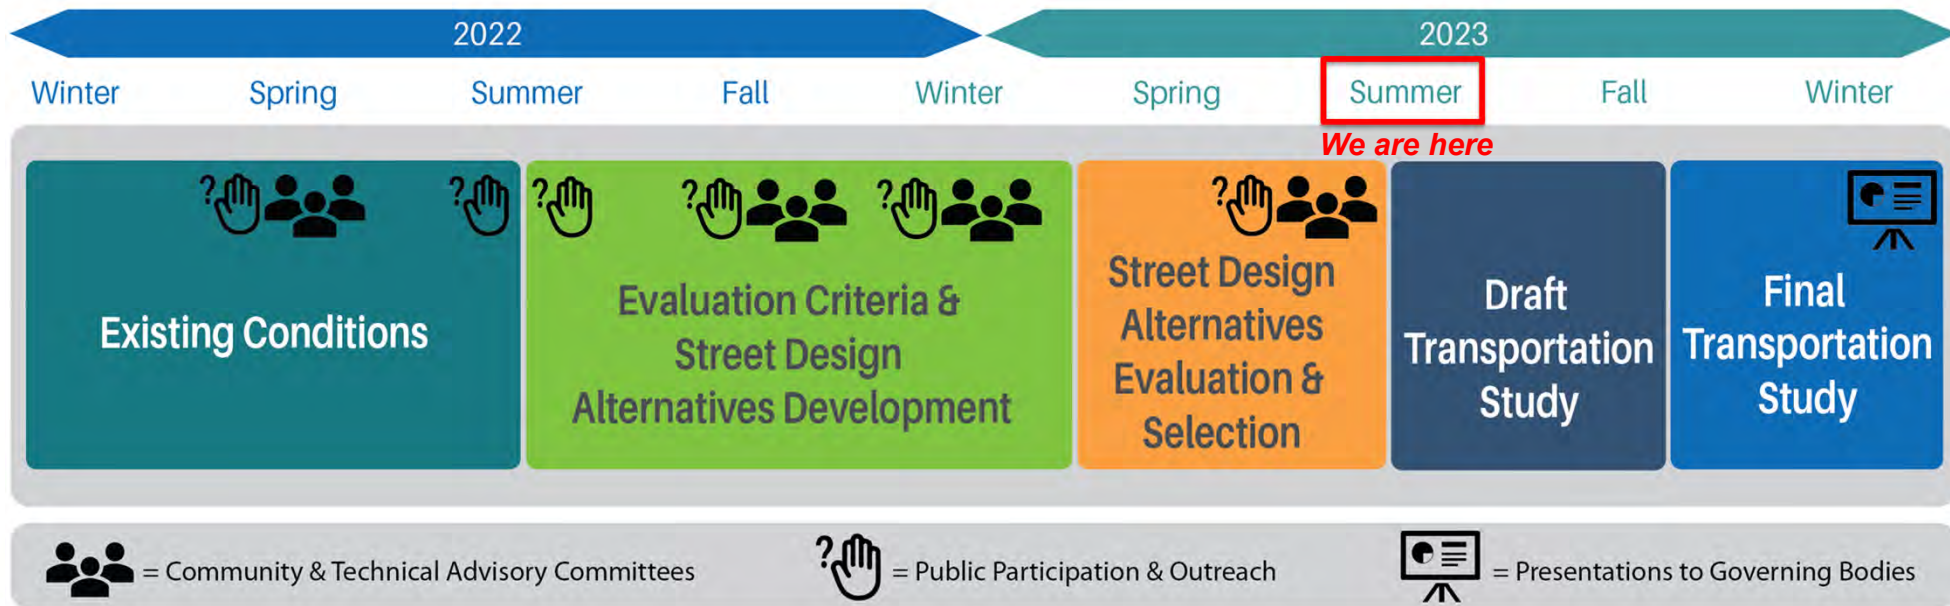 2022 2023
Winter Spring Summer Fall Winter Spring Summer Fall Winter
We are here
Existing Conditions
Evaluation Criteria &
Street Design
Alternatives Development
Street Design
Alternatives
Evaluation &
Selection
Draft
Transportation
Study
Final
Transportation
Study
= Community & Technical Advisory Committees
= Public Participation & Outreach
= Presentations to Governing Bodies